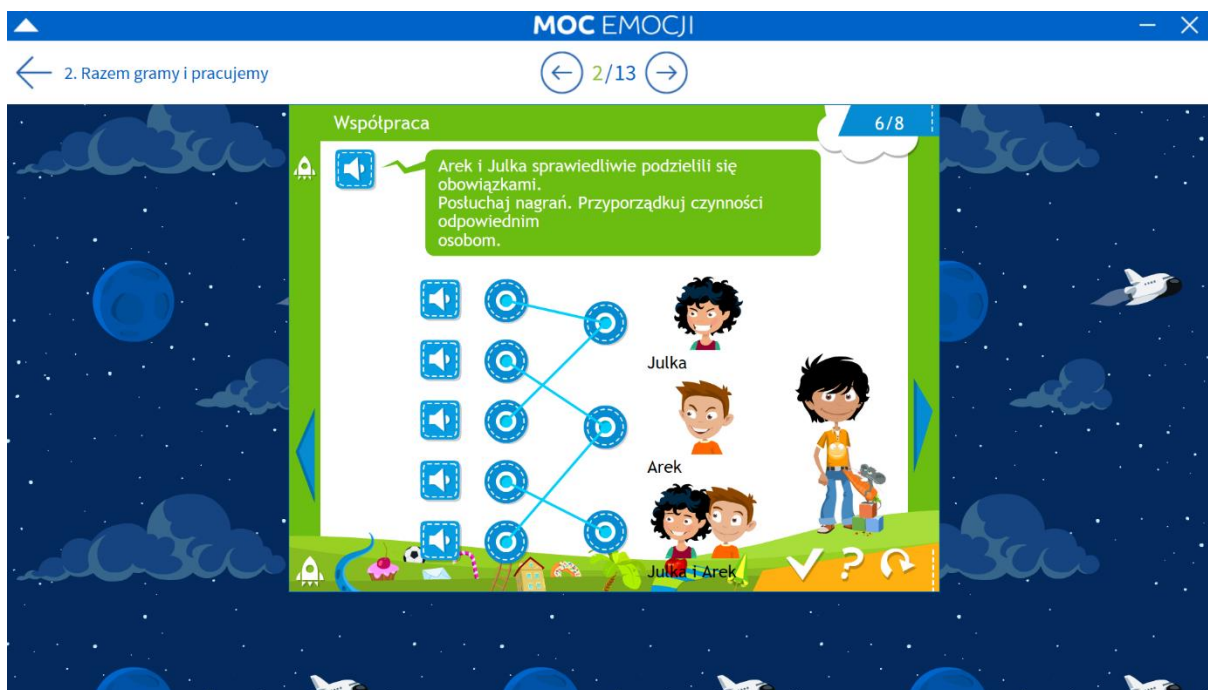 MOC EMOCJI
2. Razem gramy i pracujemy
2/13
Współpraca
6/8
Arek i Julka sprawiedliwie podzielili się
obowiązkami.
Posłuchaj nagrań. Przyporządkuj czynności
odpowiednim
osobom.
Julka
Arek
Julka i Arek